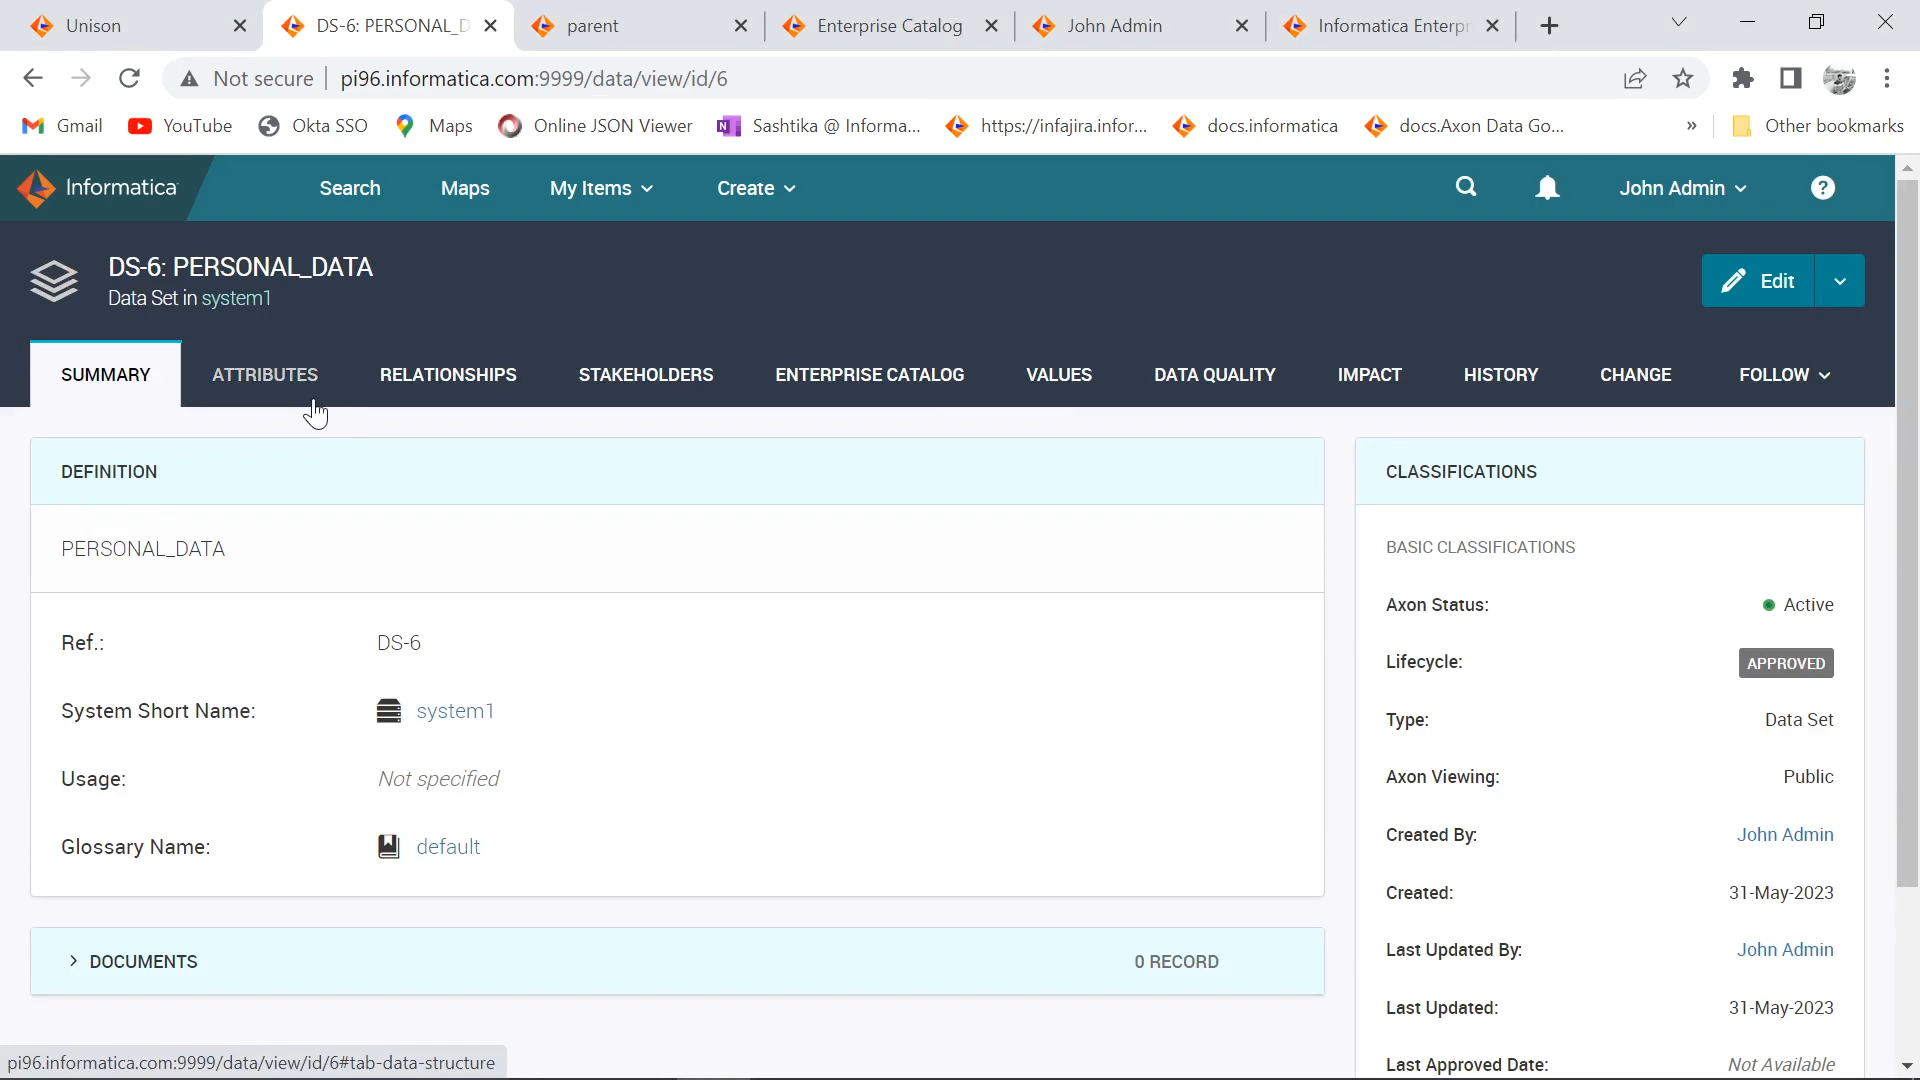 Unison
DS-6: PERSONAL_D
parent
Enterprise Catalog
John Admin
Informatica Enterpr
Not secure
pi96.informatica.com:9999/data/view/id/6
Gmail
YouTube
Okta SSO
Maps
Online JSON Viewer
Sashtika @ Informa...
https://infajira.infor...
docs.informatica
docs.Axon Data Go...
»
Other bookmarks
Informatica
Search
Maps
My Items
Create
John Admin
?
DS-6: PERSONAL_DATA
Data Set in system1
Edit
SUMMARY
ATTRIBUTES
RELATIONSHIPS
STAKEHOLDERS
ENTERPRISE CATALOG
VALUES
DATA QUALITY
IMPACT
HISTORY
CHANGE
FOLLOW
DEFINITION
PERSONAL_DATA
Ref.: DS-6
System Short Name: system1
Usage: Not specified
Glossary Name: default
DOCUMENTS 0 RECORD
CLASSIFICATIONS
BASIC CLASSIFICATIONS
Axon Status: Active
Lifecycle: APPROVED
Type: Data Set
Axon Viewing: Public
Created By: John Admin
Created: 31-May-2023
Last Updated By: John Admin
Last Updated: 31-May-2023
Last Approved Date: Not Available
pi96.informatica.com:9999/data/view/id/6#tab-data-structure